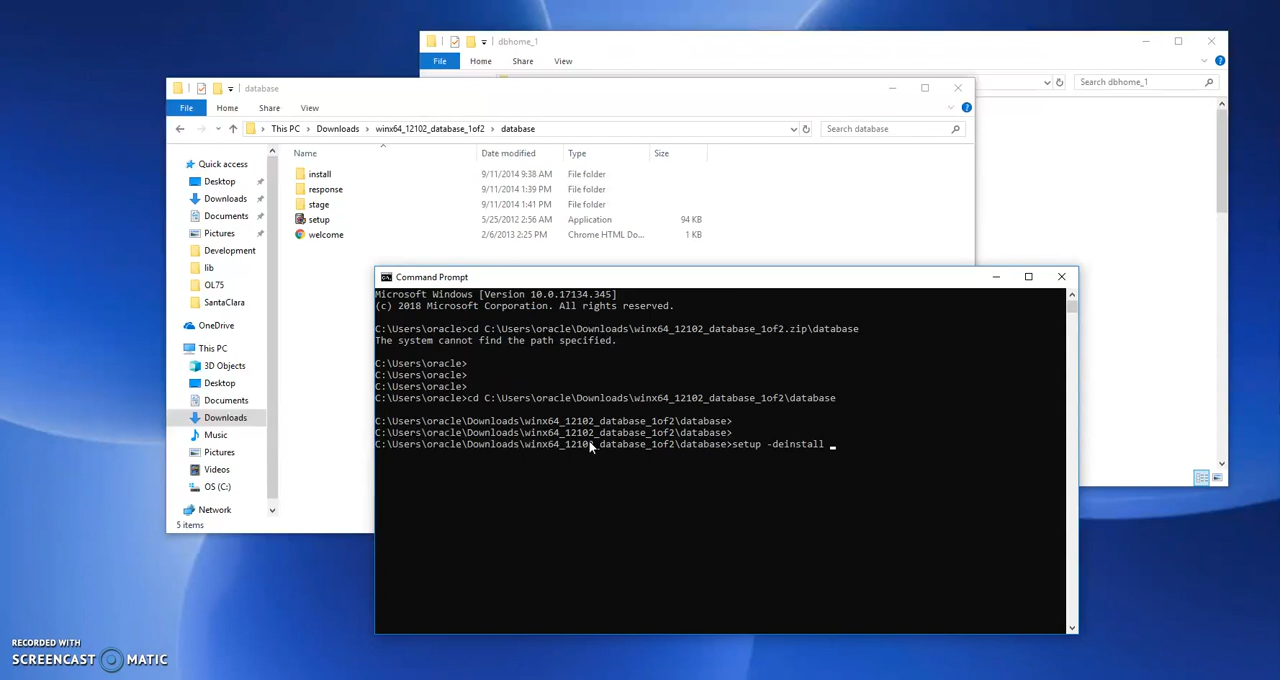 dbhome_1
File Home Share View
Search dbhome_1
database
File Home Share View
This PC Downloads winx64_12102_database_1of2 database
Search database
Name Date modified Type Size
Quick access
Desktop
Downloads
Documents
Pictures
Development
lib
OL75
SantaClara
OneDrive
This PC
3D Objects
Desktop
Documents
Downloads
Music
Pictures
Videos
OS (C:)
Network
5 items
install 9/11/2014 9:38 AM File folder
response 9/11/2014 1:39 PM File folder
stage 9/11/2014 1:41 PM File folder
setup 5/25/2012 2:56 AM Application 94 KB
welcome 2/6/2013 2:25 PM Chrome HTML Do... 1 KB
Command Prompt
Microsoft Windows [Version 10.0.17134.345]
(c) 2018 Microsoft Corporation. All rights reserved.
C:\Users\oracle>cd C:\Users\oracle\Downloads\winx64_12102_database_1of2.zip\database
The system cannot find the path specified.
C:\Users\oracle>
C:\Users\oracle>
C:\Users\oracle>
C:\Users\oracle>cd C:\Users\oracle\Downloads\winx64_12102_database_1of2\database
C:\Users\oracle\Downloads\winx64_12102_database_1of2\database>
C:\Users\oracle\Downloads\winx64_12102_database_1of2\database>
C:\Users\oracle\Downloads\winx64_12102_database_1of2\database>setup -deinstall _
RECORDED WITH
SCREENCAST MATIC